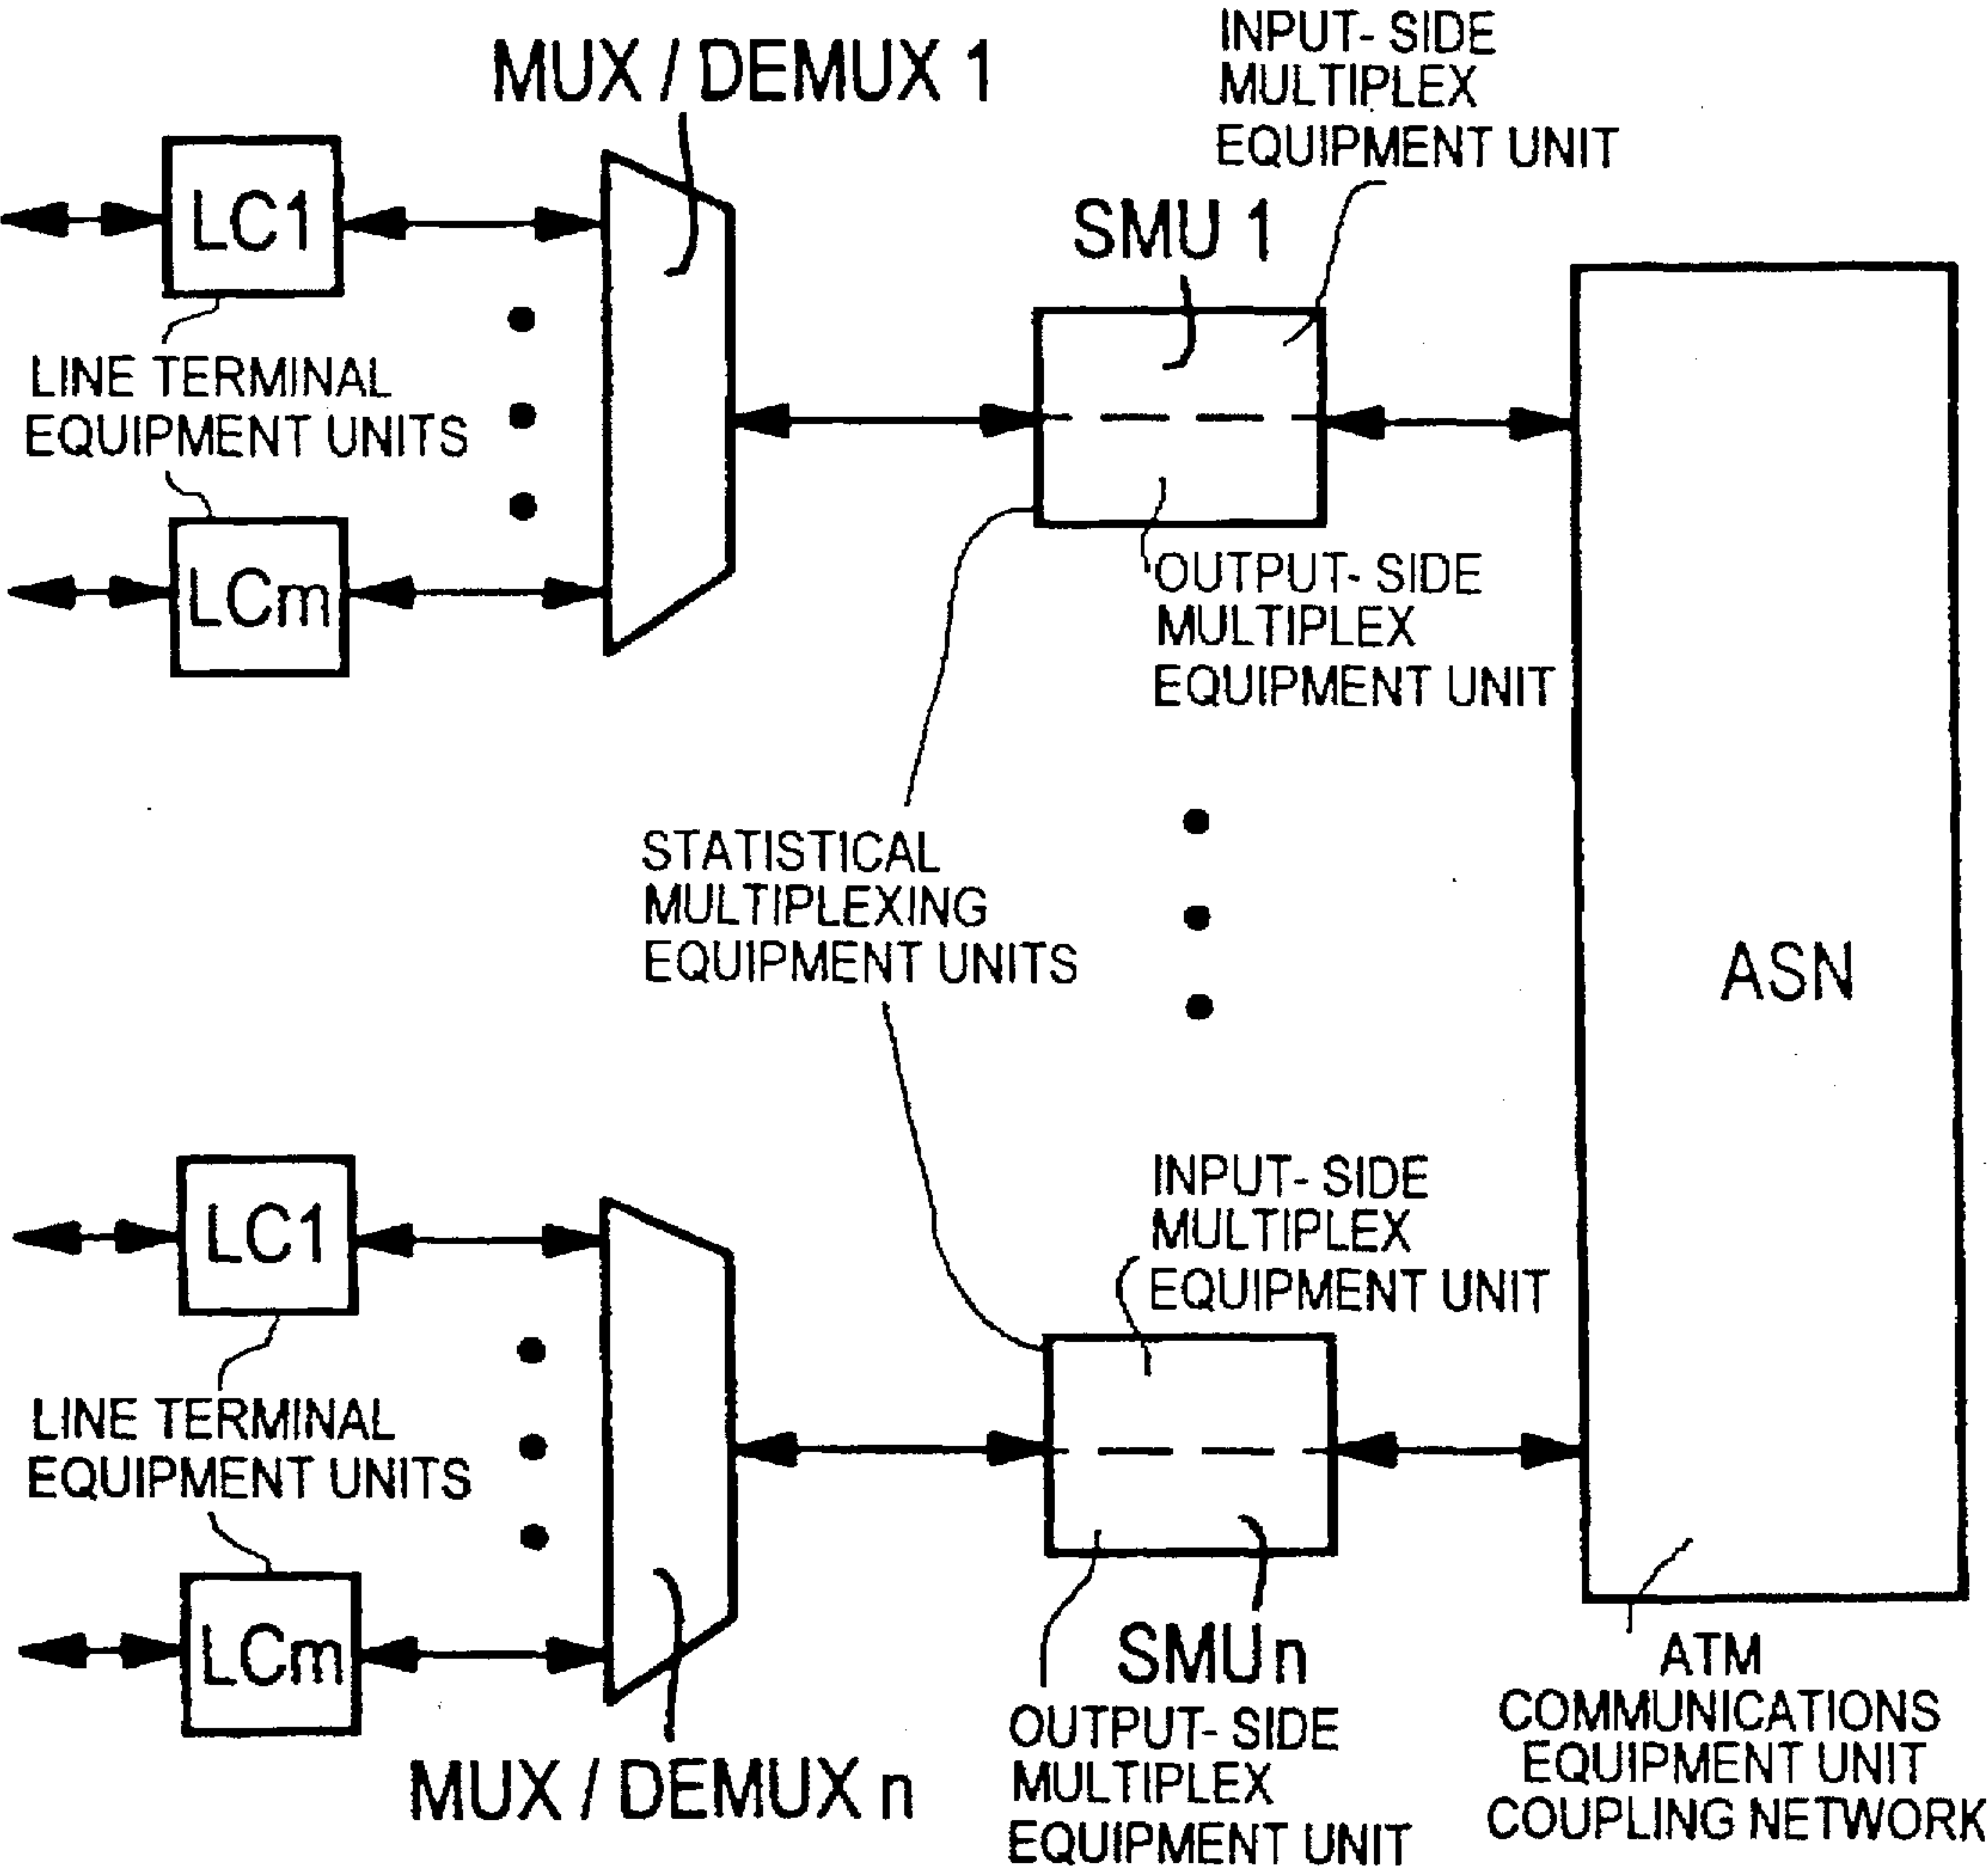 MUX / DEMUX 1
INPUT- SIDE
MULTIPLEX
EQUIPMENT UNIT
LC1
SMU 1
LINE TERMINAL
EQUIPMENT UNITS
LCm
OUTPUT- SIDE
MULTIPLEX
EQUIPMENT UNIT
STATISTICAL
MULTIPLEXING
EQUIPMENT UNITS
ASN
INPUT- SIDE
MULTIPLEX
EQUIPMENT UNIT
LC1
LINE TERMINAL
EQUIPMENT UNITS
LCm
SMUn
OUTPUT- SIDE
MULTIPLEX
EQUIPMENT UNIT
MUX / DEMUX n
ATM
COMMUNICATIONS
EQUIPMENT UNIT
COUPLING NETWORK